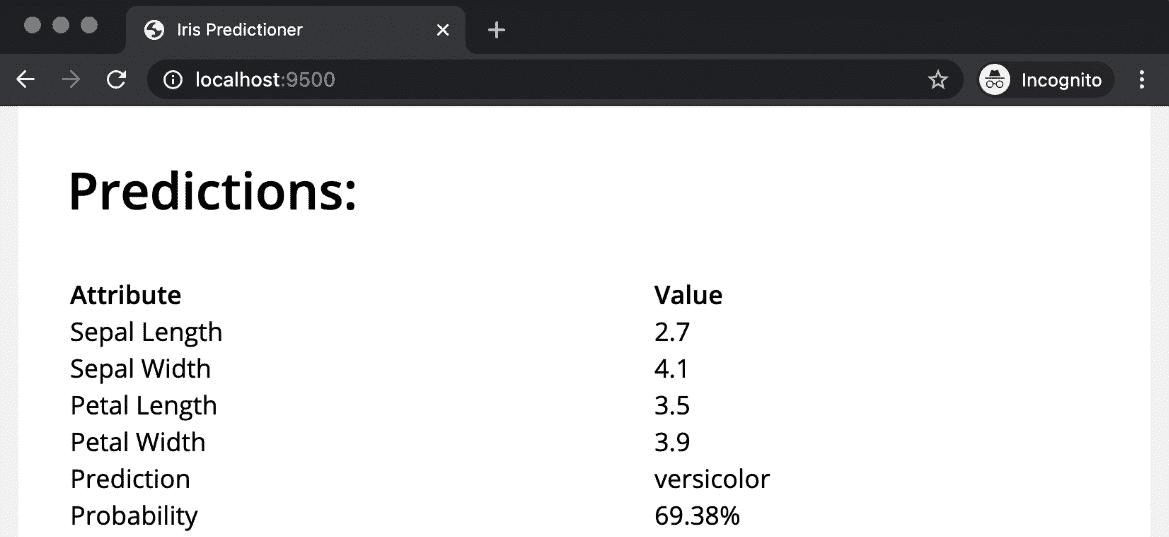 Iris Predictioner
localhost:9500 Incognito
Predictions:
Attribute Value
Sepal Length 2.7
Sepal Width 4.1
Petal Length 3.5
Petal Width 3.9
Prediction versicolor
Probability 69.38%